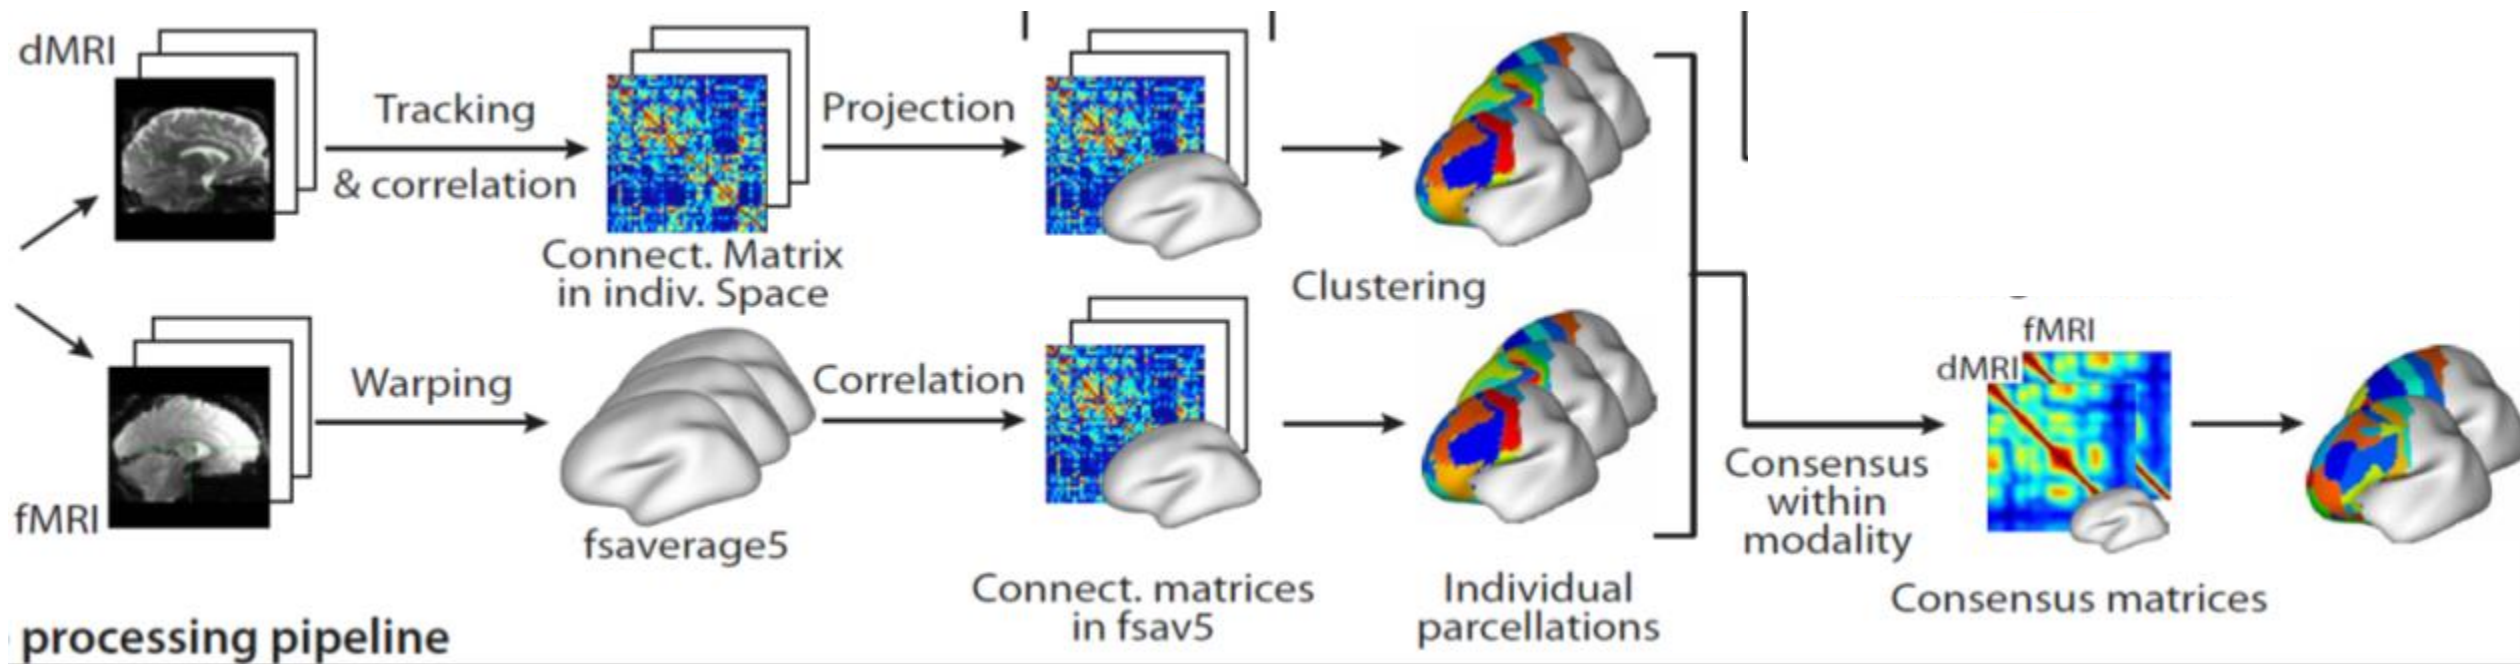 dMRI
Tracking
& correlation
Connect. Matrix
in indiv. Space
Projection
Clustering
fMRI
Warping
fsaverage5
Correlation
Connect. matrices
in fsav5
Individual
parcellations
Consensus
within
modality
fMRI
dMRI
Consensus matrices
processing pipeline